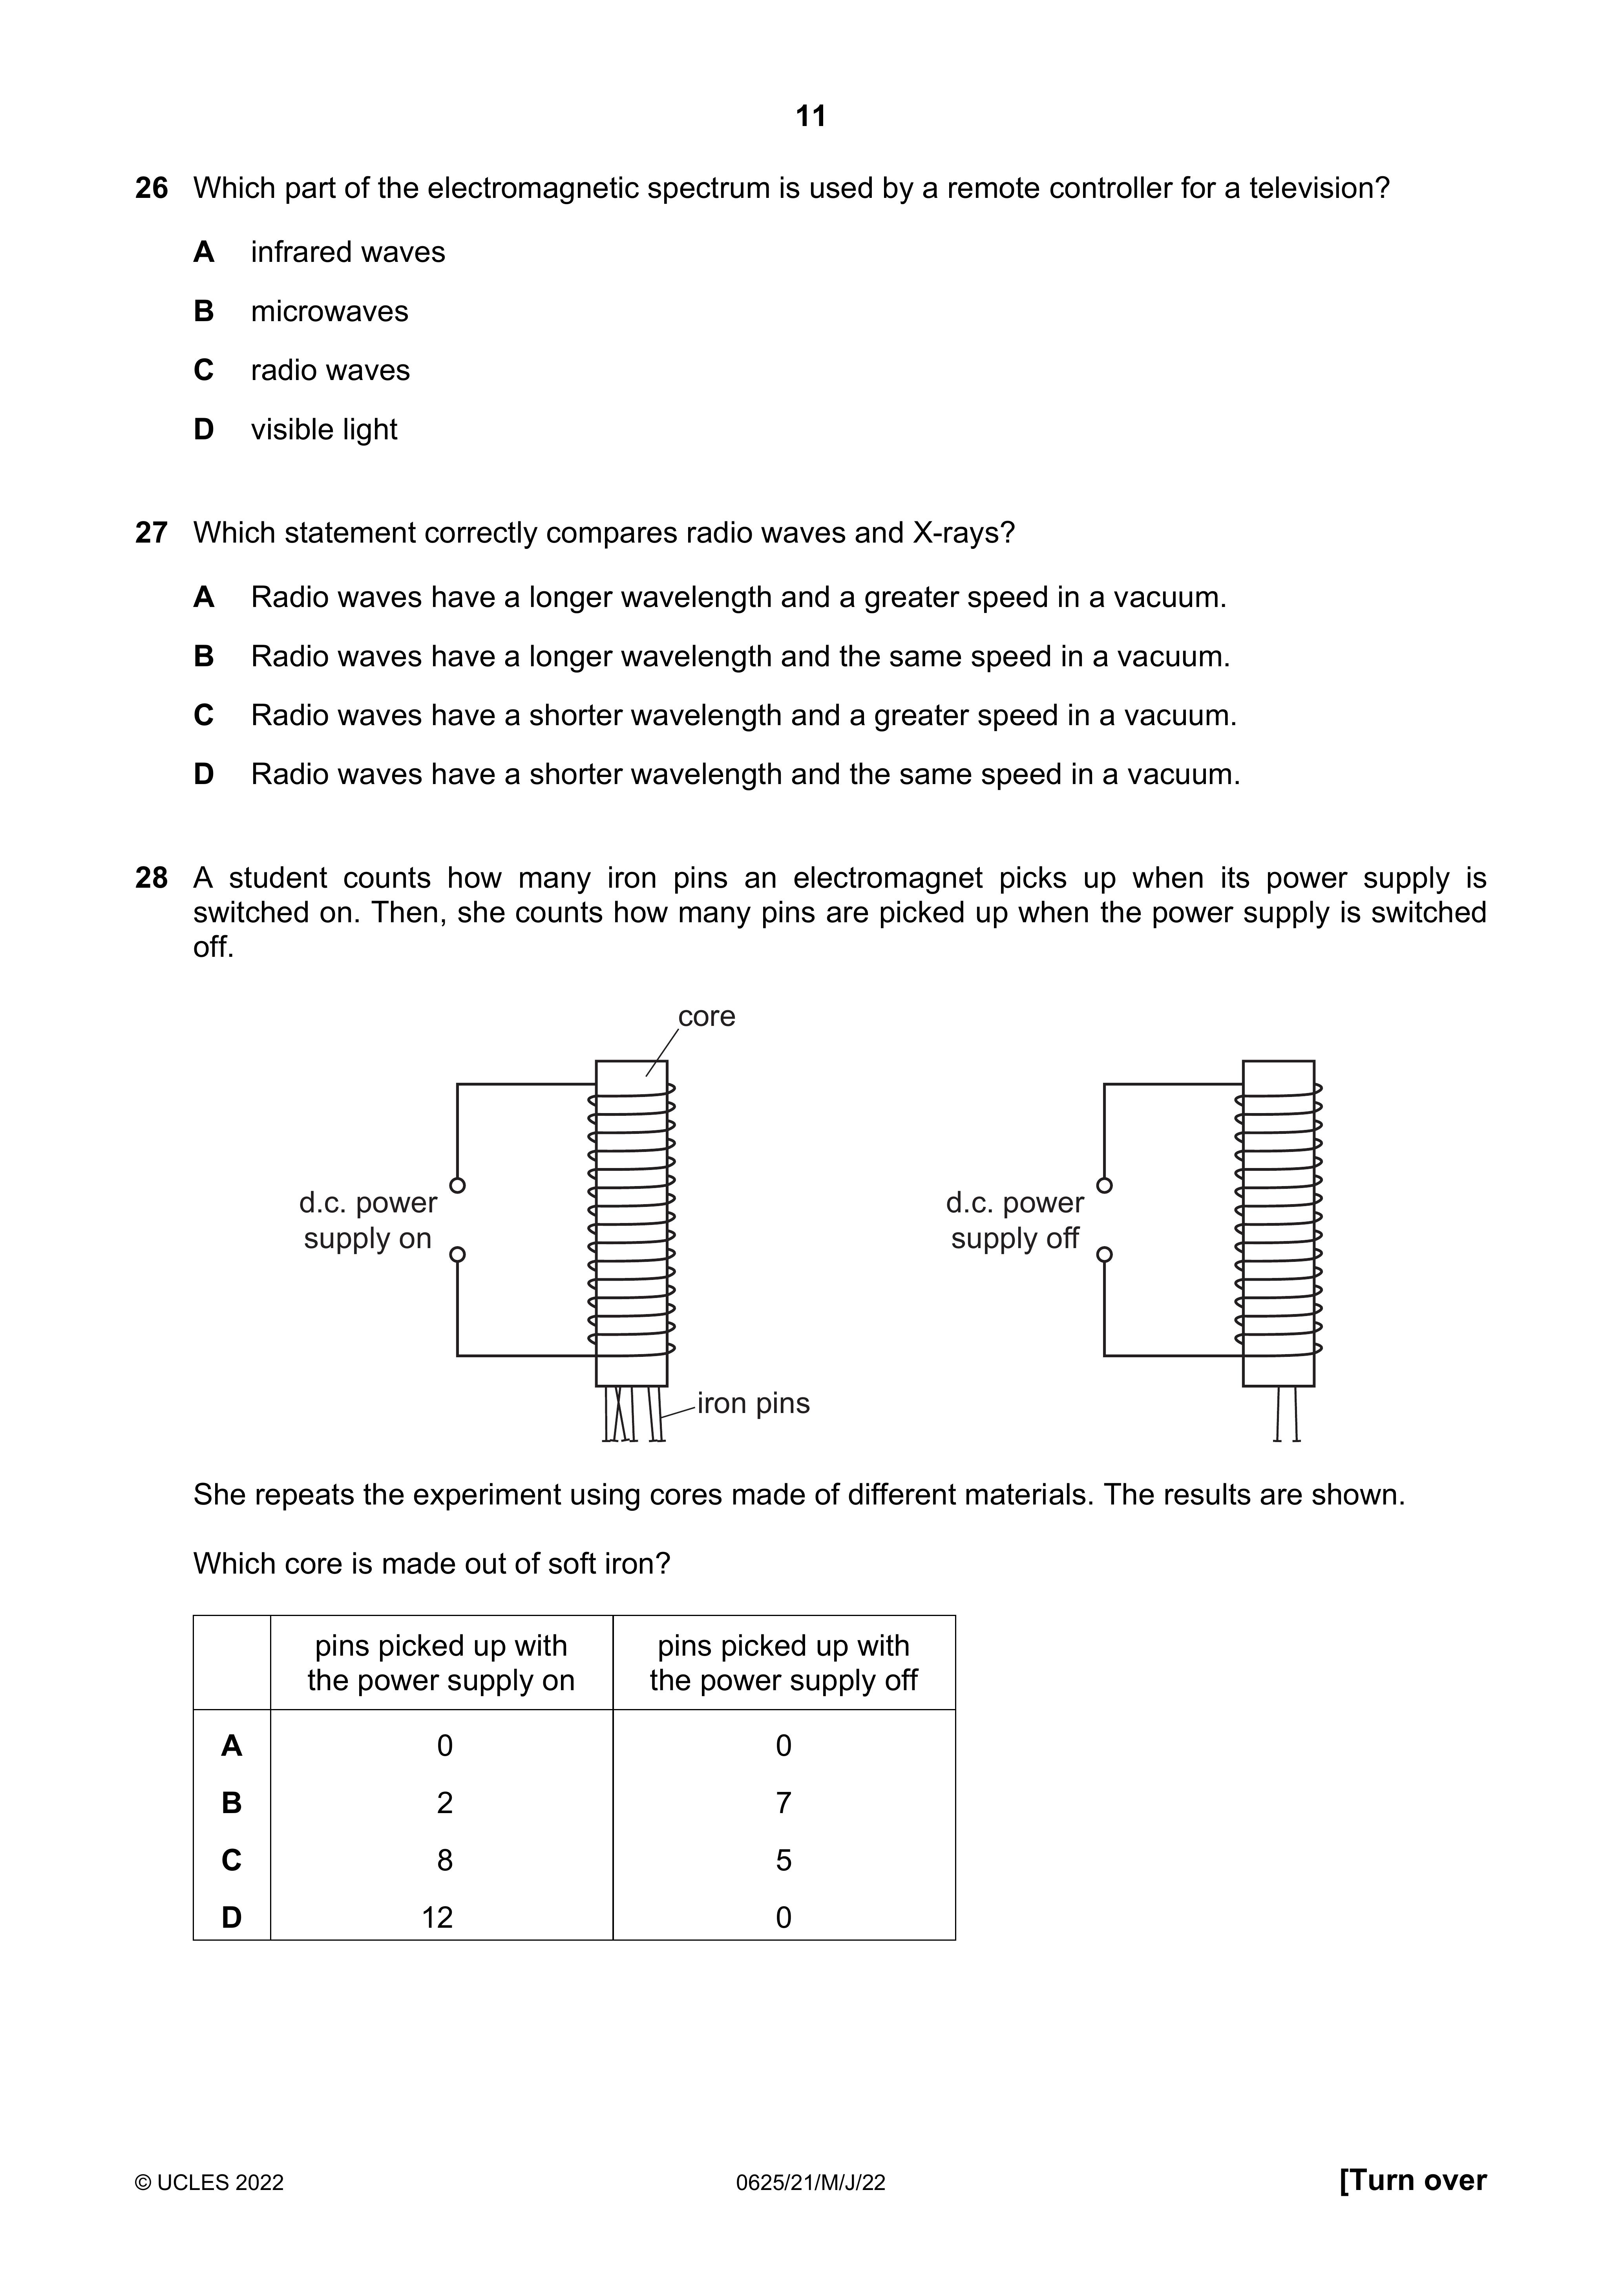 11
26 Which part of the electromagnetic spectrum is used by a remote controller for a television?
A infrared waves
B microwaves
C radio waves
D visible light
27 Which statement correctly compares radio waves and X-rays?
A Radio waves have a longer wavelength and a greater speed in a vacuum.
B Radio waves have a longer wavelength and the same speed in a vacuum.
C Radio waves have a shorter wavelength and a greater speed in a vacuum.
D Radio waves have a shorter wavelength and the same speed in a vacuum.
28 A student counts how many iron pins an electromagnet picks up when its power supply is
switched on. Then, she counts how many pins are picked up when the power supply is switched
off.
core
d.c. power
supply on
iron pins
d.c. power
supply off
She repeats the experiment using cores made of different materials. The results are shown.
Which core is made out of soft iron?
pins picked up with
the power supply on
pins picked up with
the power supply off
A 0 0
B 2 7
C 8 5
D 12 0
© UCLES 2022 0625/21/M/J/22 [Turn over